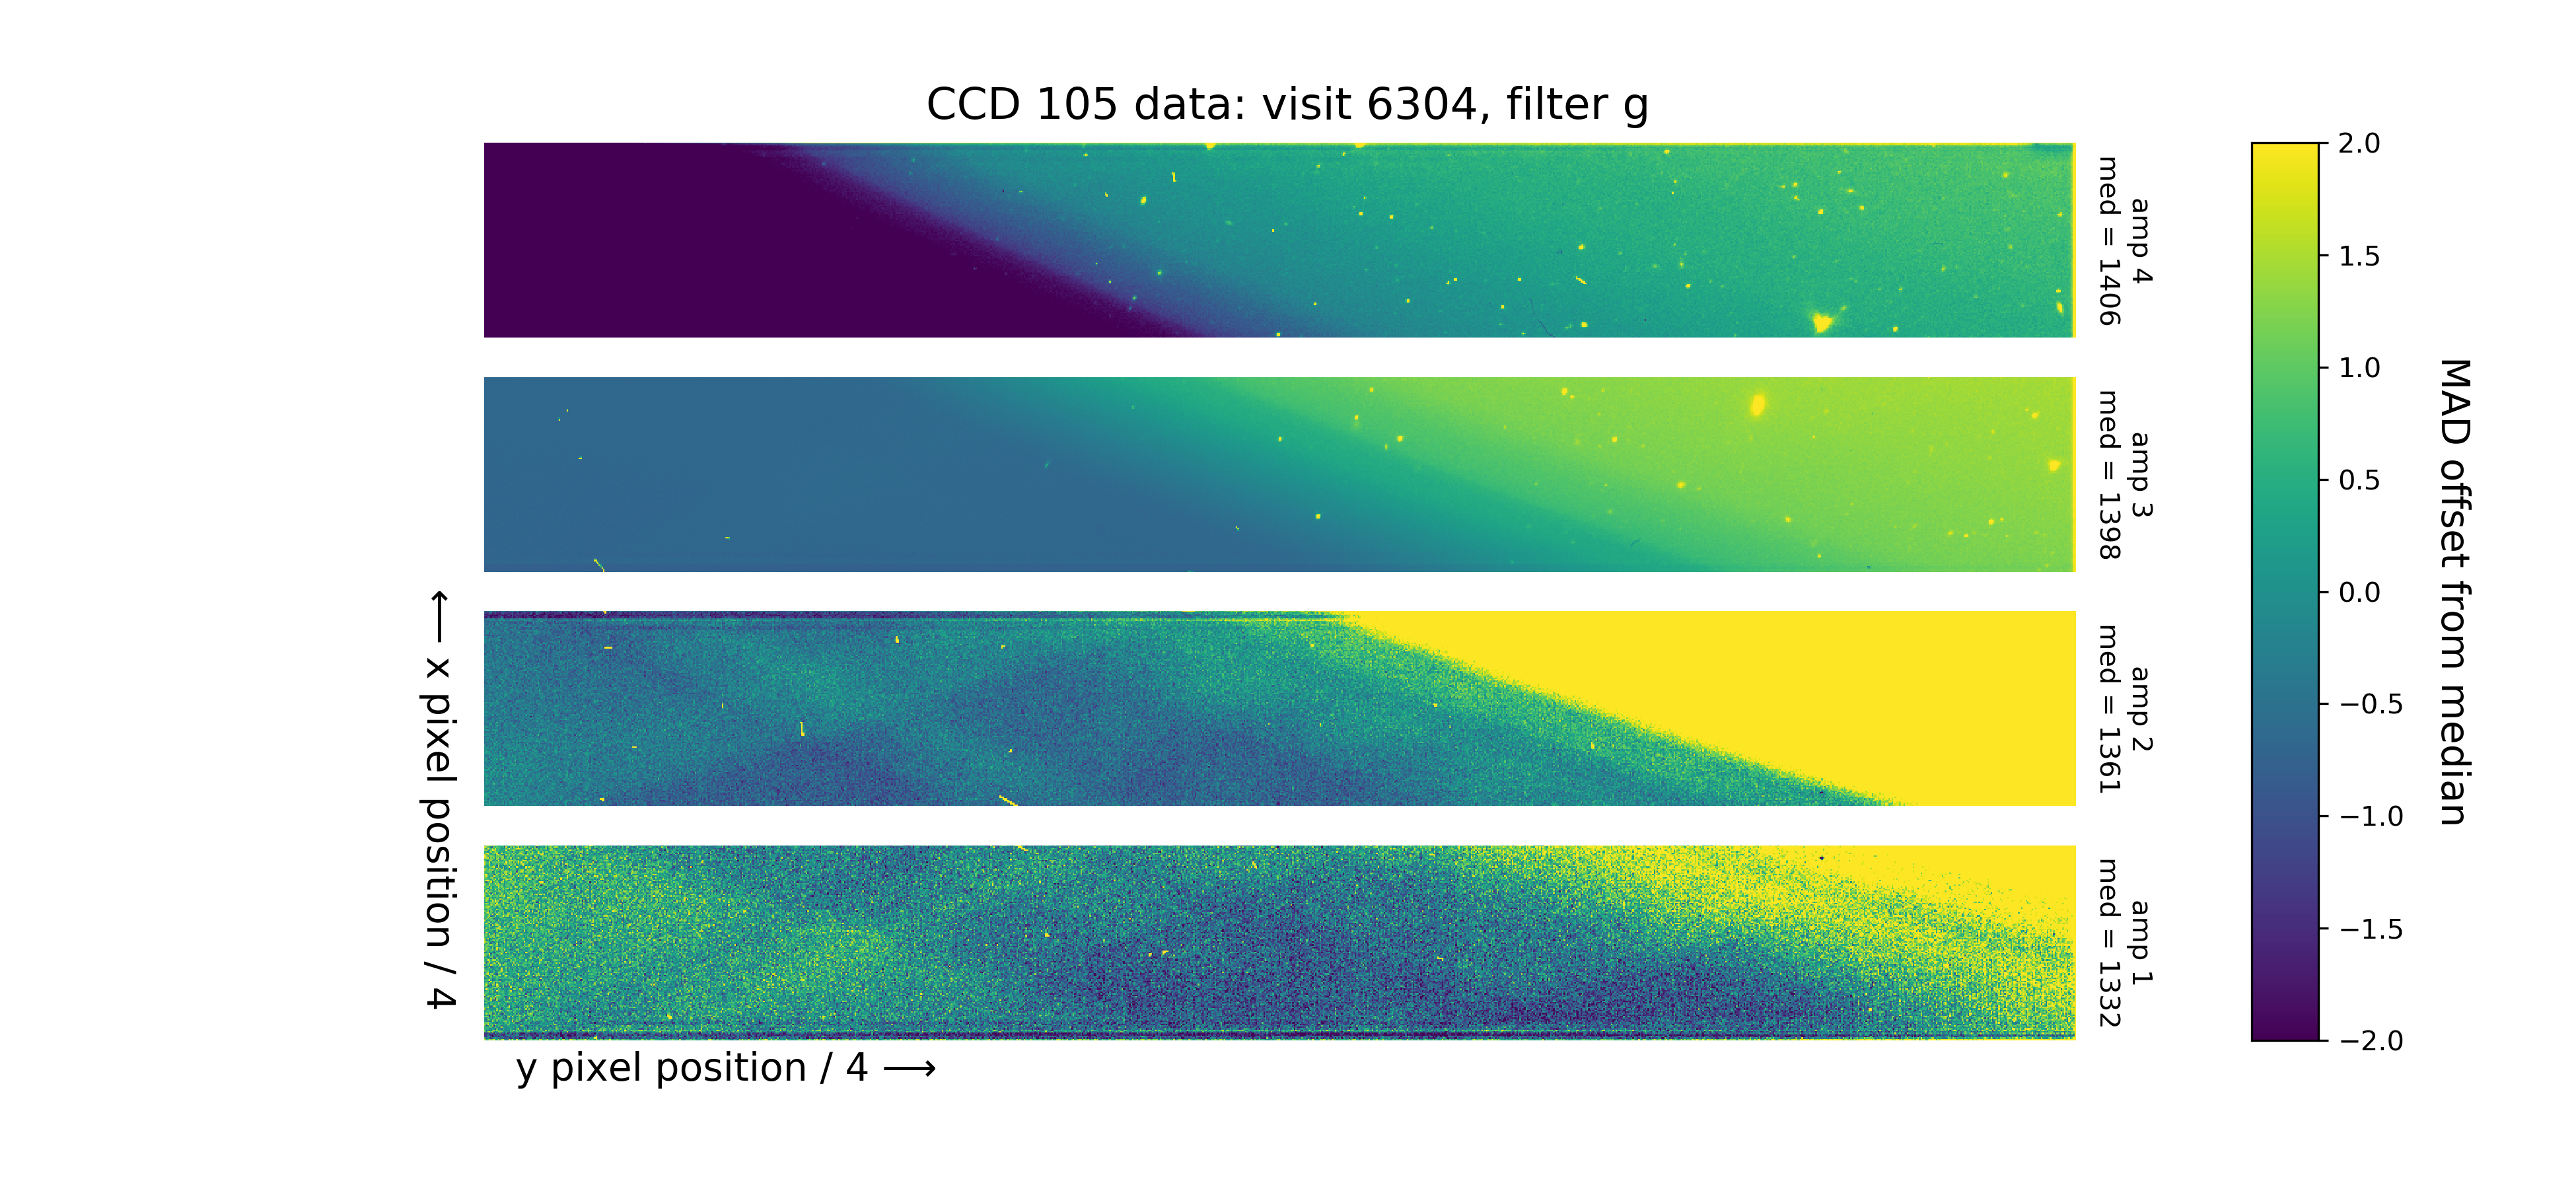 CCD 105 data: visit 6304, filter g
amp 4
med = 1406
amp 3
med = 1398
amp 2
med = 1361
amp 1
med = 1332
⟵ x pixel position / 4
y pixel position / 4 ⟶
2.0
1.5
1.0
0.5
0.0
−0.5
−1.0
−1.5
−2.0
MAD offset from median